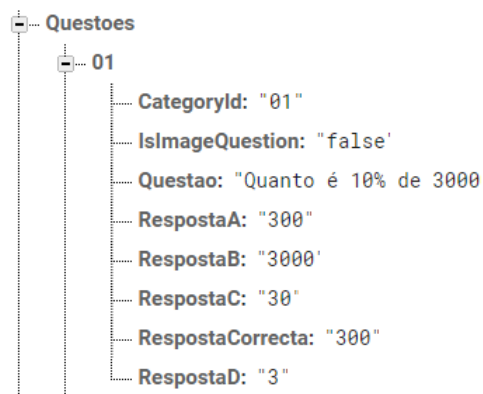 Questoes
01
CategoryId: "01"
IsImageQuestion: "false'
Questao: "Quanto é 10% de 3000
RespostaA: "300"
RespostaB: "3000'
RespostaC: "30"
RespostaCorrecta: "300"
RespostaD: "3"